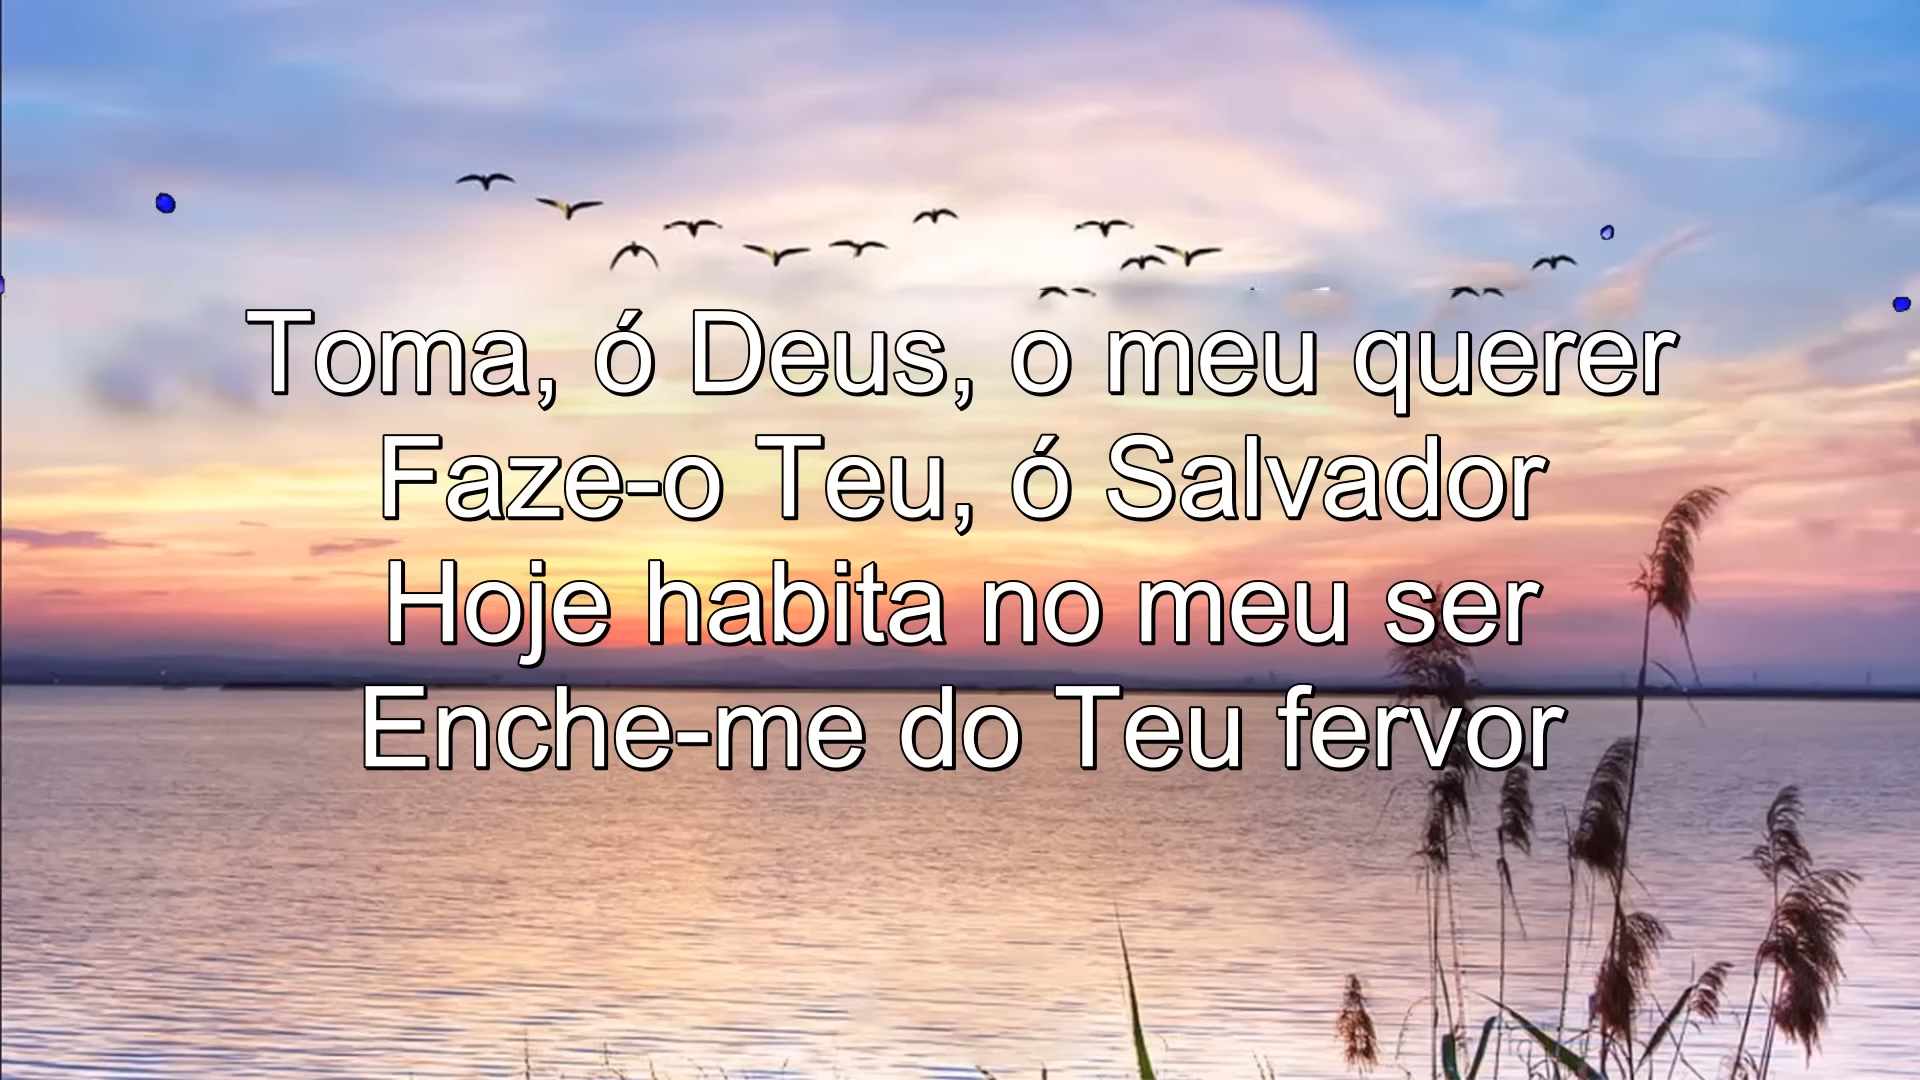 Toma, ó Deus, o meu querer
Faze-o Teu, ó Salvador
Hoje habita no meu ser
Enche-me do Teu fervor